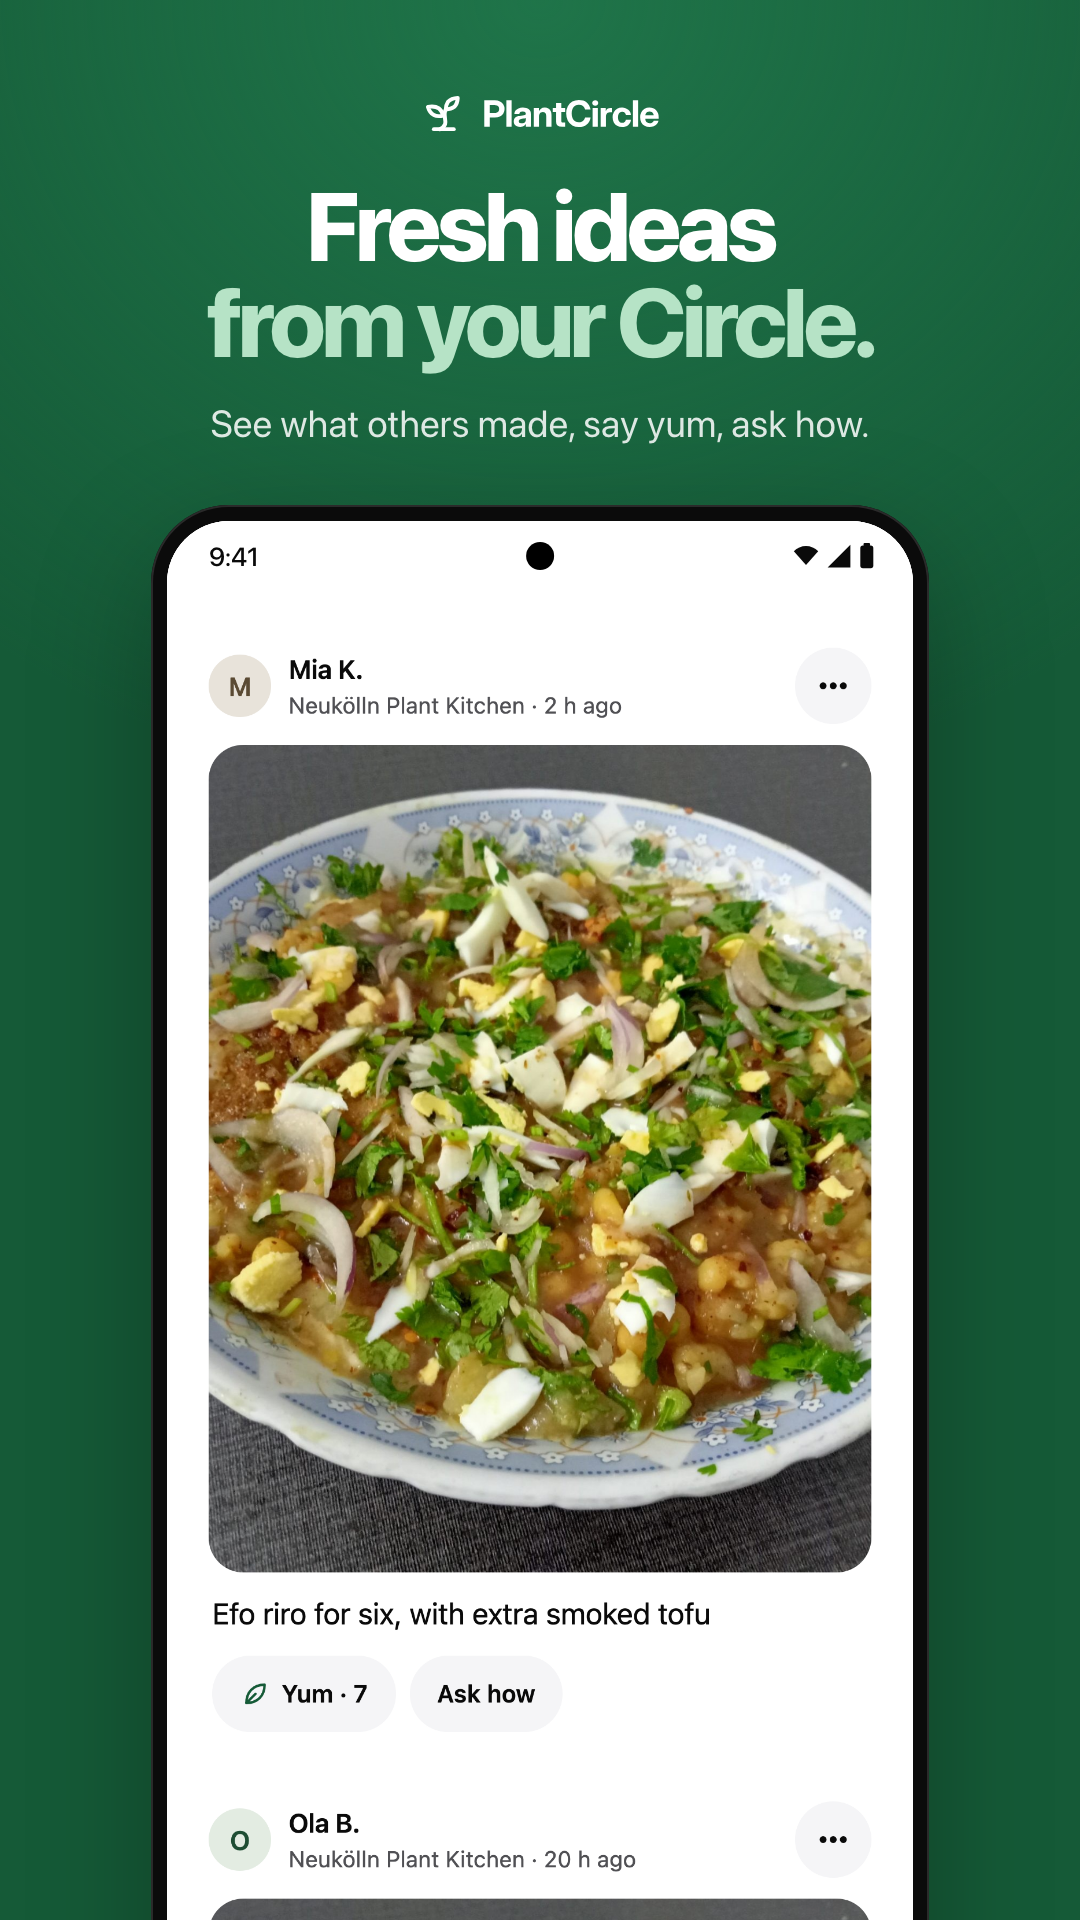 PlantCircle
Fresh ideas
from your Circle.
See what others made, say yum, ask how.
9:41
M
Mia K.
Neukölln Plant Kitchen · 2 h ago
Efo riro for six, with extra smoked tofu
Yum · 7
Ask how
O
Ola B.
Neukölln Plant Kitchen · 20 h ago